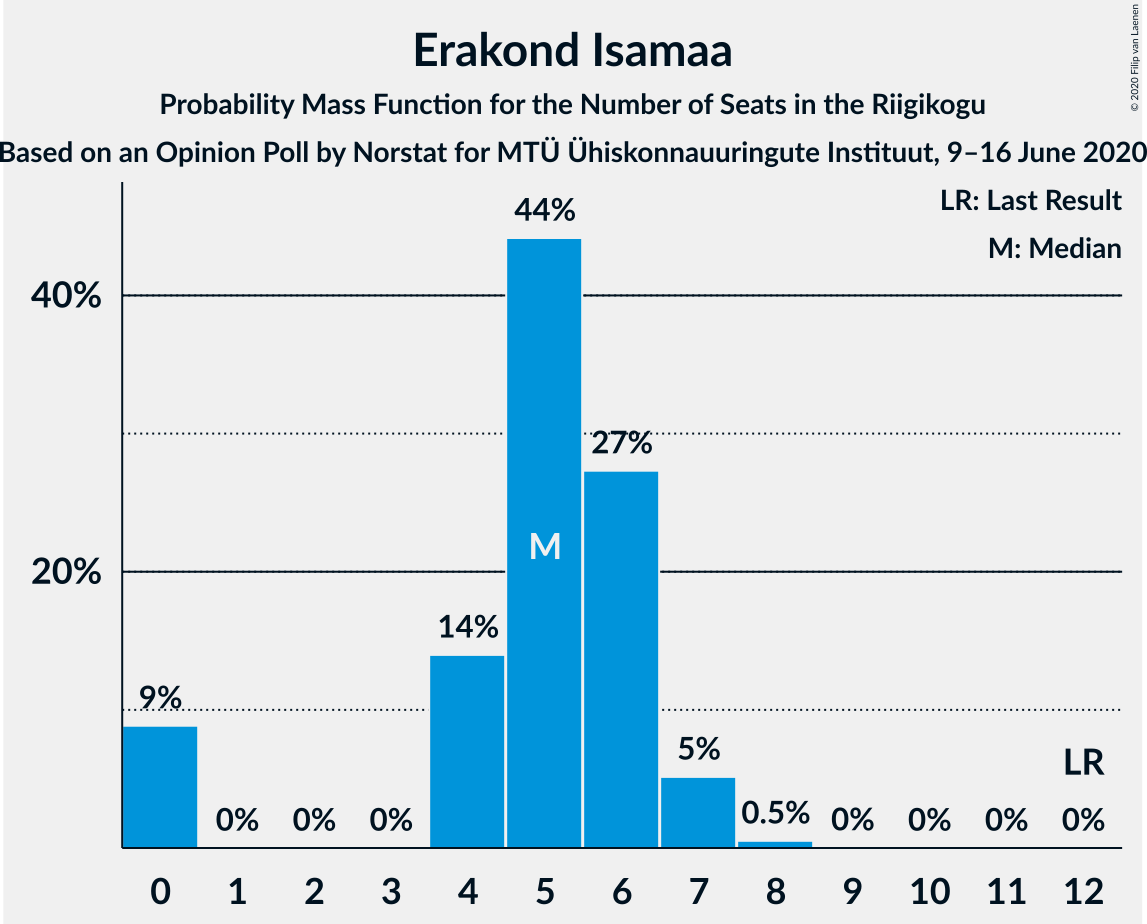 Erakond Isamaa
Probability Mass Function for the Number of Seats in the Riigikogu
Based on an Opinion Poll by Norstat for MTÜ Ühiskonnauuringute Instituut, 9–16 June 2020
© 2020 Filip van Laenen
LR: Last Result
M: Median
44%
40%
27%
M
20%
14%
9%
5%
LR
0% 0% 0% 0.5% 0% 0% 0% 0%
0 1 2 3 4 5 6 7 8 9 10 11 12